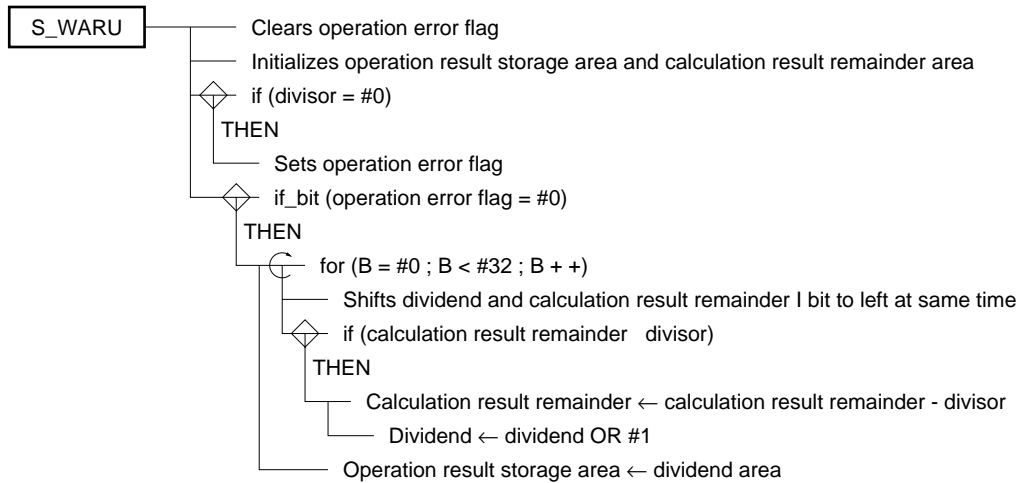 S_WARU
Clears operation error flag
Initializes operation result storage area and calculation result remainder area
if (divisor = #0)
THEN
Sets operation error flag
if_bit (operation error flag = #0)
THEN
for (B = #0 ; B < #32 ; B + +)
Shifts dividend and calculation result remainder I bit to left at same time
if (calculation result remainder   divisor)
THEN
Calculation result remainder ← calculation result remainder - divisor
Dividend ← dividend OR #1
Operation result storage area ← dividend area